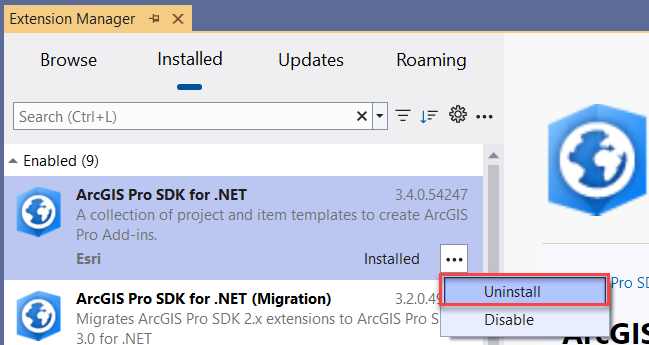 Extension Manager
Browse Installed Updates Roaming
Search (Ctrl+L)
Enabled (9)
ArcGIS Pro SDK for .NET 3.4.0.54247
A collection of project and item templates to create ArcGIS
Pro Add-ins.
Esri Installed
Uninstall
Disable
ArcGIS Pro SDK for .NET (Migration) 3.2.0.49
Migrates ArcGIS Pro SDK 2.x extensions to ArcGIS Pro S
3.0 for .NET
Pro SD
ArcG